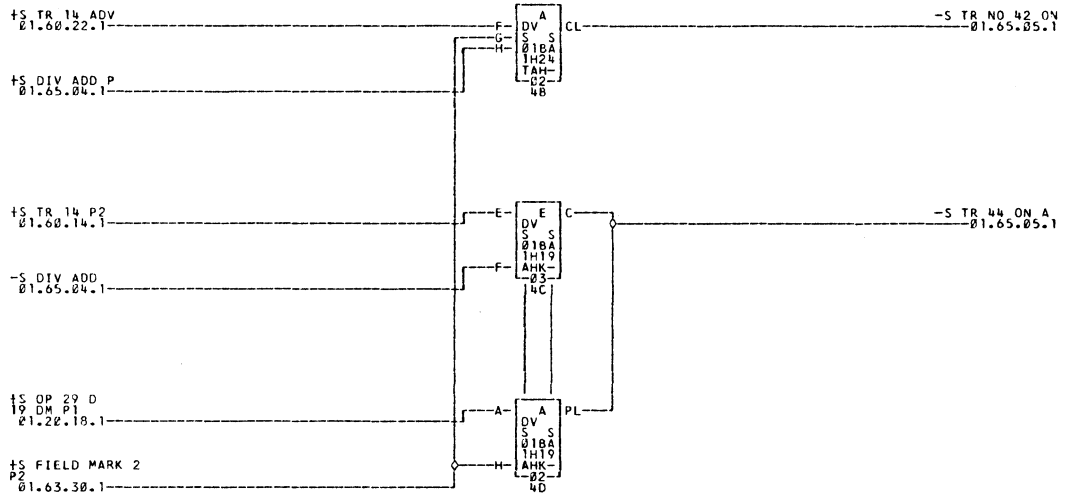 +S TR 14 ADV
01.60.22.1
F
G
H
A
DV
S S
01BA
1H24
TAH-
-02-
4B
CL
-S TR NO 42 ON
01.65.05.1
+S DIV ADD P
01.65.04.1
+S TR 14 P2
01.60.14.1
E
F
E
DV
S S
01BA
1H19
AHK-
-03-
4C
C
-S TR 44 ON A
01.65.05.1
-S DIV ADD
01.65.04.1
+S OP 29 D
19 DM P1
01.20.18.1
A
H
A
DV
S S
01BA
1H19
AHK-
-02-
4D
PL
+S FIELD MARK 2
P2
01.63.30.1